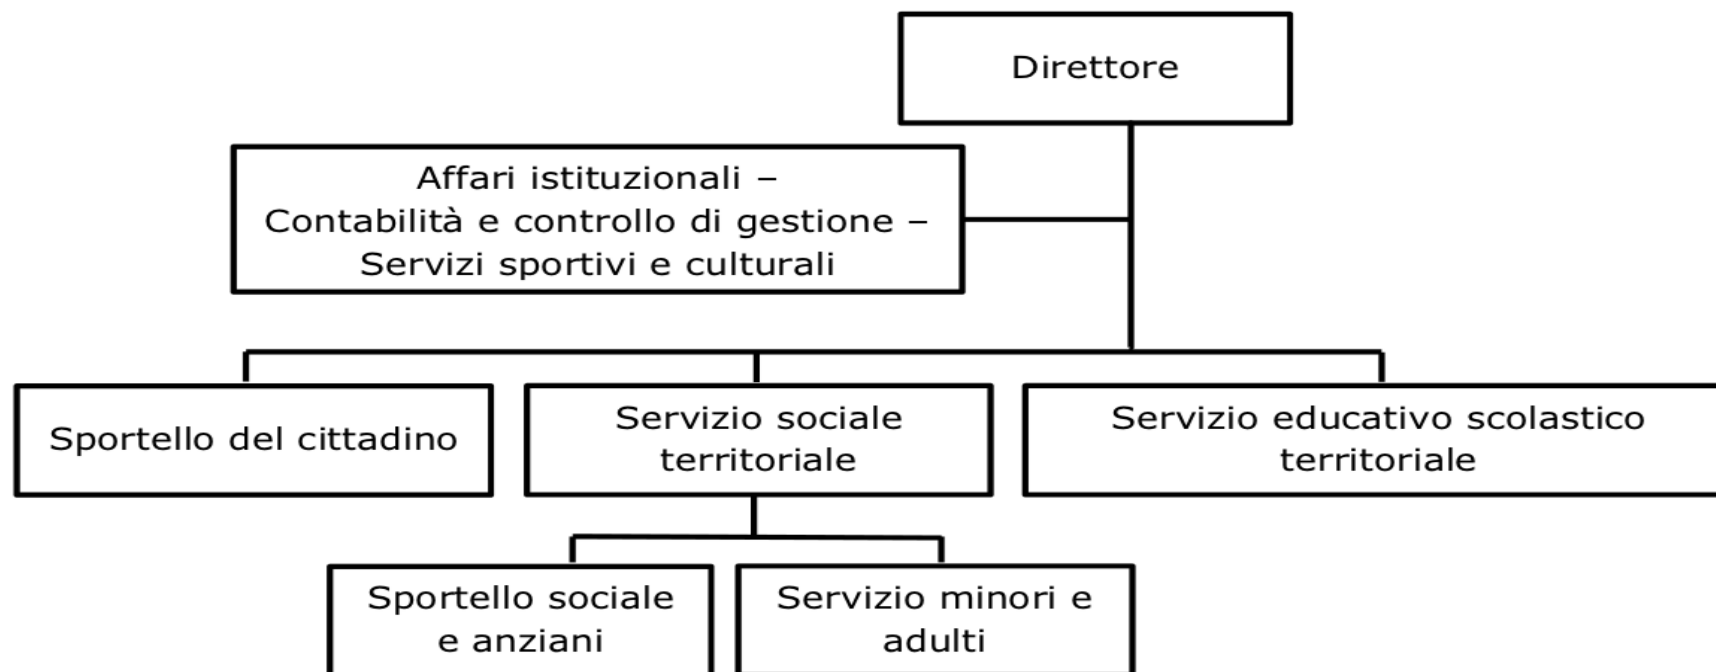 Direttore
Affari istituzionali –
Contabilità e controllo di gestione –
Servizi sportivi e culturali
Sportello del cittadino
Servizio sociale
territoriale
Servizio educativo scolastico
territoriale
Sportello sociale
e anziani
Servizio minori e
adulti